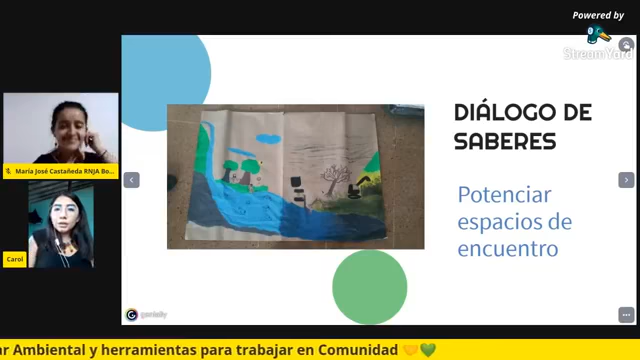 Powered by
StreamYard
DIÁLOGO DE
SABERES
Potenciar
espacios de
encuentro
María José Castañeda RNJA Bo...
Carol
genially
ar Ambiental y herramientas para trabajar en Comunidad 🤝💚